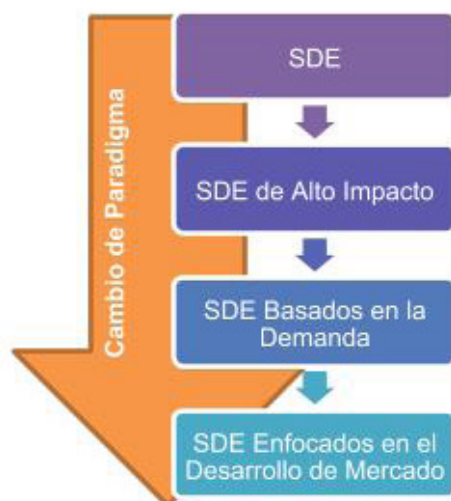 Cambio de Paradigma
SDE
SDE de Alto Impacto
SDE Basados en la
Demanda
SDE Enfocados en el
Desarrollo de Mercado